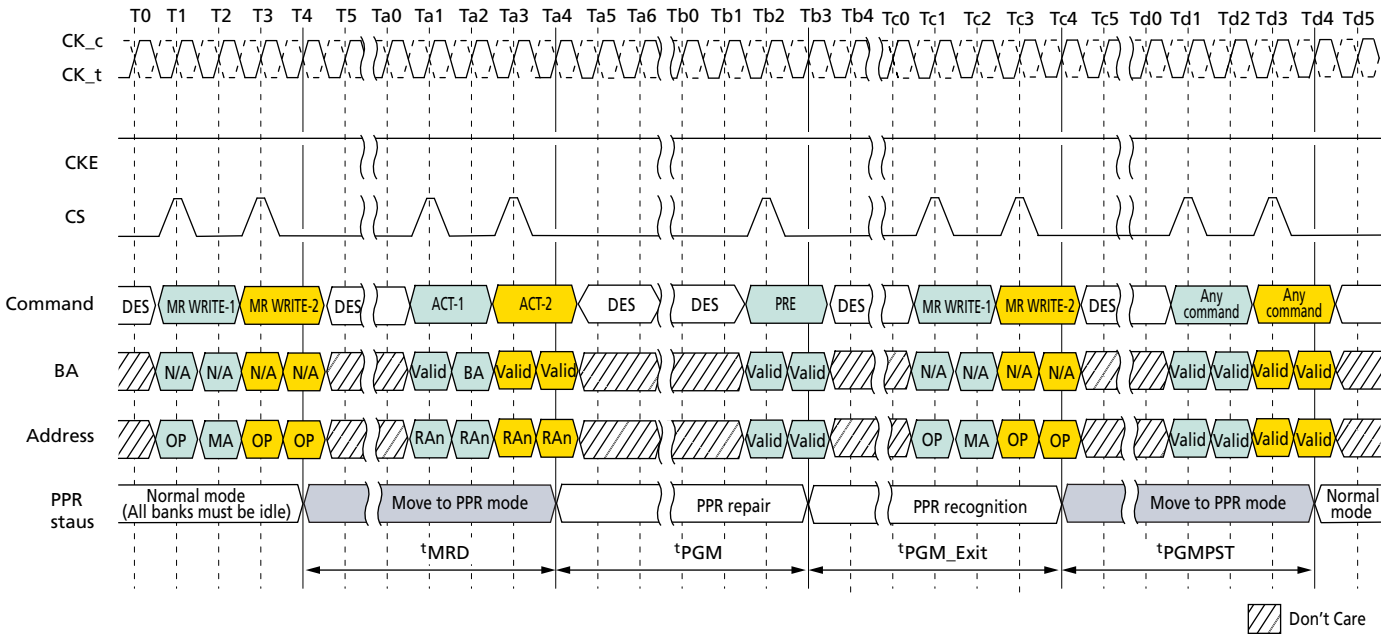 T0 T1 T2 T3 T4 T5 Ta0 Ta1 Ta2 Ta3 Ta4 Ta5 Ta6 Tb0 Tb1 Tb2 Tb3 Tb4 Tc0 Tc1 Tc2 Tc3 Tc4 Tc5 Td0 Td1 Td2 Td3 Td4 Td5
CK_c
CK_t
CKE
CS
Command DES MR WRITE-1 MR WRITE-2 DES ACT-1 ACT-2 DES DES PRE DES MR WRITE-1 MR WRITE-2 DES Any command Any command
BA N/A N/A N/A N/A Valid BA Valid Valid Valid Valid N/A N/A N/A N/A Valid Valid Valid Valid
Address OP MA OP OP RAn RAn RAn RAn Valid Valid OP MA OP OP Valid Valid Valid Valid
PPR staus Normal mode (All banks must be idle) Move to PPR mode PPR repair PPR recognition Move to PPR mode Normal mode
tMRD tPGM tPGM_Exit tPGMPST
Don't Care